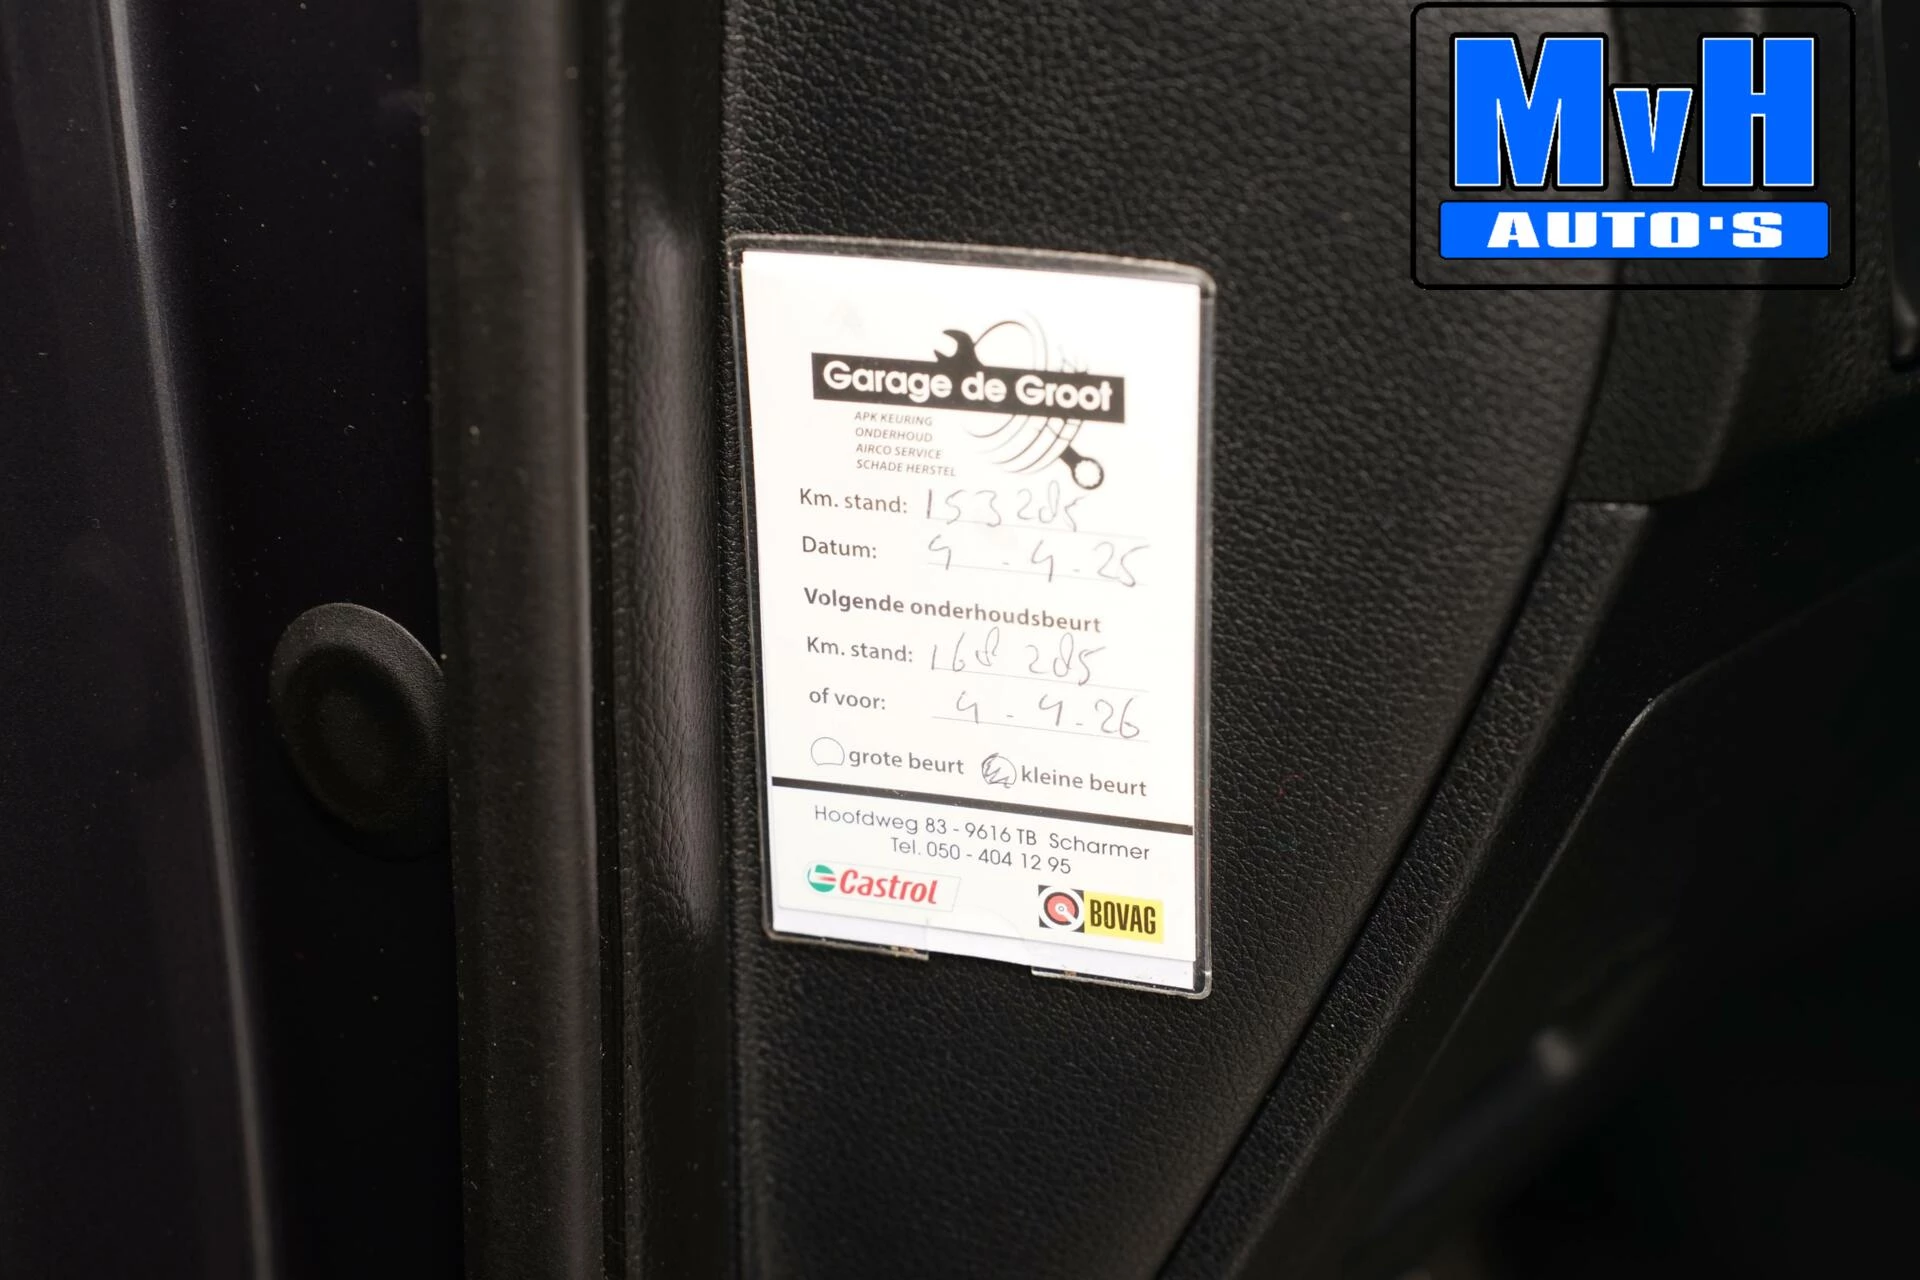 MvH
AUTO'S
Garage de Groot
APK KEURING
ONDERHOUD
AIRCO SERVICE
SCHADE HERSTEL
Km. stand: 153285
Datum: 4 - 4 - 25
Volgende onderhoudsbeurt
Km. stand: 168 285
of voor: 4 - 4 - 26
grote beurt kleine beurt
Hoofdweg 83 - 9616 TB Scharmer
Tel. 050 - 404 12 95
Castrol
BOVAG